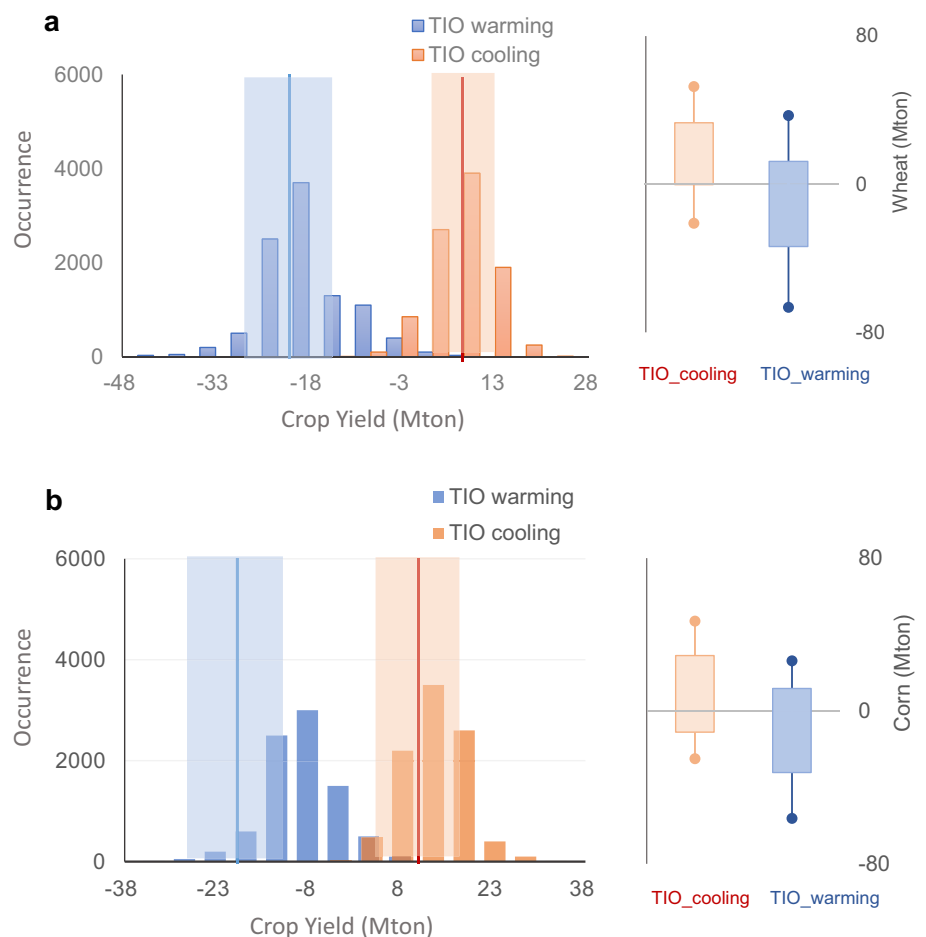 a
TIO warming
TIO cooling
6000
4000
2000
0
Occurrence
-48 -33 -18 -3 13 28
Crop Yield (Mton)
80
0
-80
Wheat (Mton)
TIO_cooling TIO_warming
b
TIO warming
TIO cooling
6000
4000
2000
0
Occurrence
-38 -23 -8 8 23 38
Crop Yield (Mton)
80
0
-80
Corn (Mton)
TIO_cooling TIO_warming